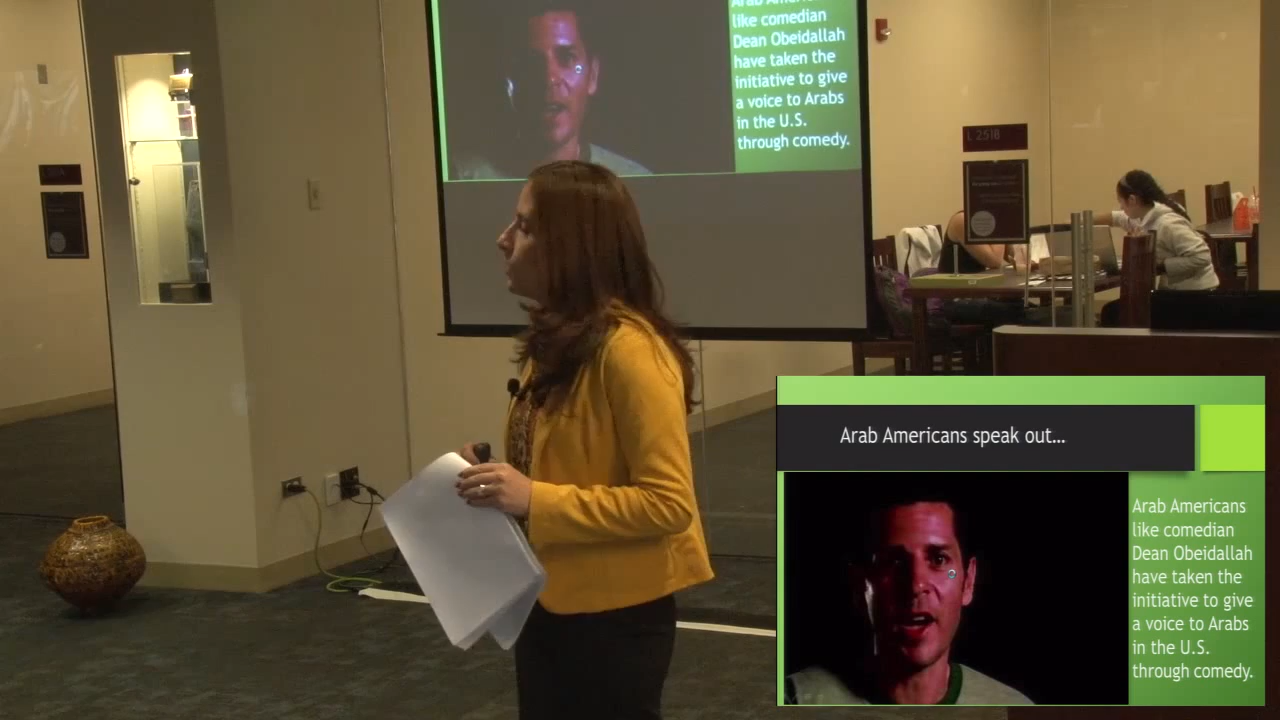 like comedian
Dean Obeidallah
have taken the
initiative to give
a voice to Arabs
in the U.S.
through comedy.
L 251B
Arab Americans speak out…
Arab Americans
like comedian
Dean Obeidallah
have taken the
initiative to give
a voice to Arabs
in the U.S.
through comedy.